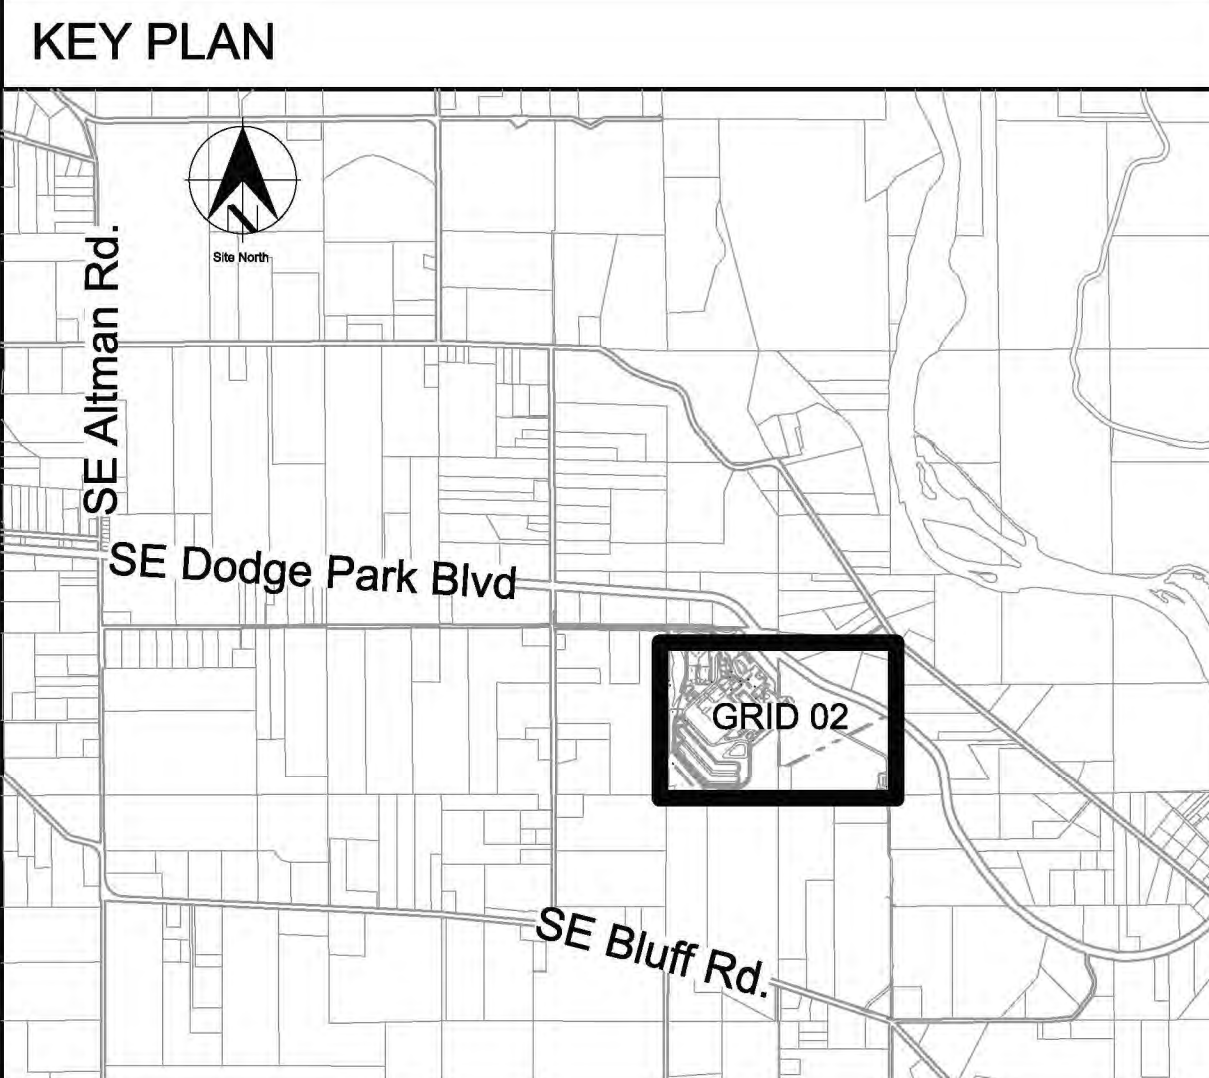 KEY PLAN
N
Site North
SE Altman Rd.
SE Dodge Park Blvd
GRID 02
SE Bluff Rd.